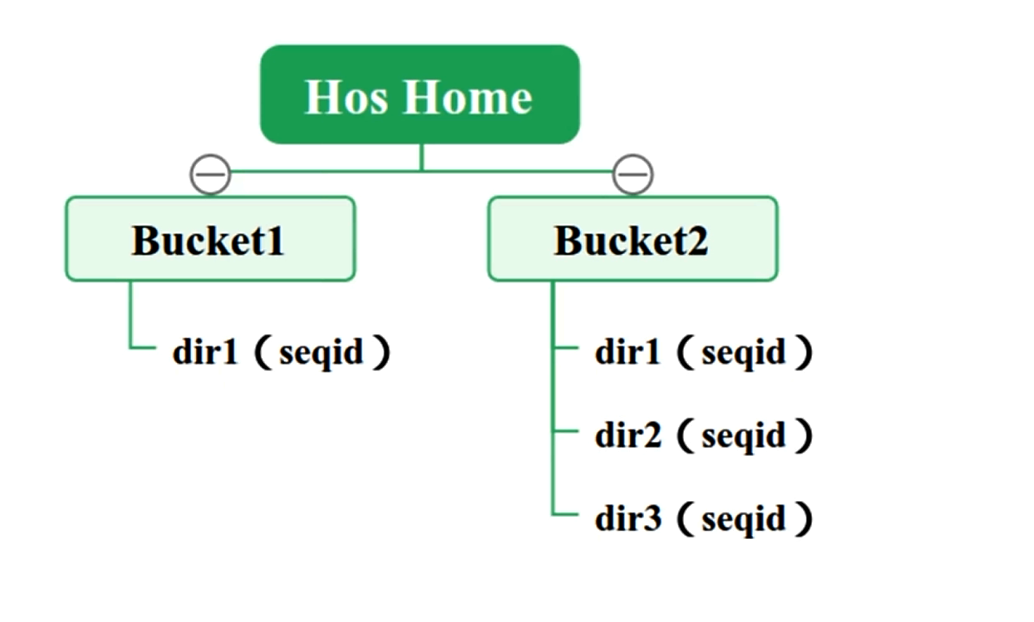 Hos Home
Bucket1
dir1（seqid）
Bucket2
dir1（seqid）
dir2（seqid）
dir3（seqid）